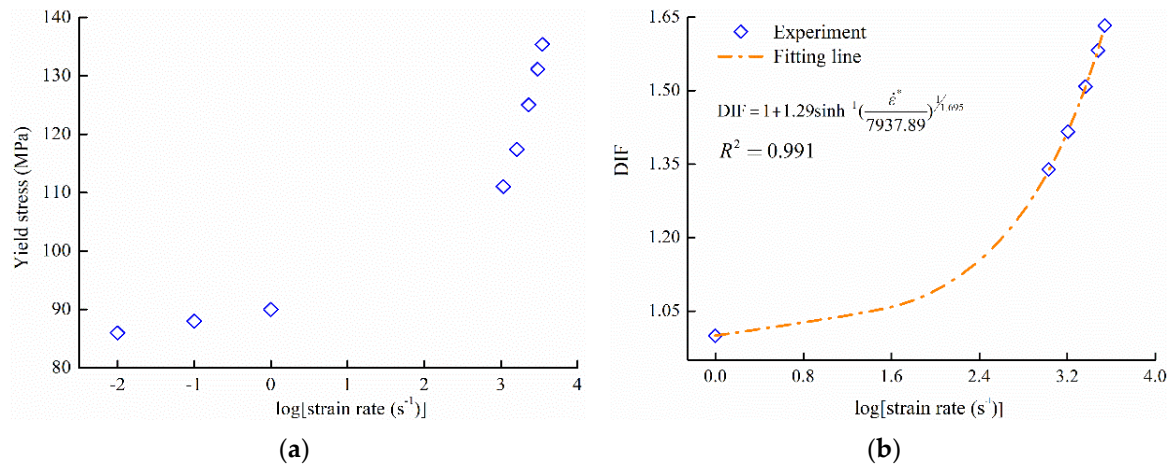 140
130
120
110
100
90
80
Yield stress (MPa)
-2 -1 0 1 2 3 4
log[strain rate (s⁻¹)]
(a)
1.65
1.50
1.35
1.20
1.05
DIF
Experiment
Fitting line
DIF = 1+1.29sinh ⁻¹(ε̇*/7937.89)^1/1.695
R² = 0.991
0.0 0.8 1.6 2.4 3.2 4.0
log[strain rate (s⁻¹)]
(b)